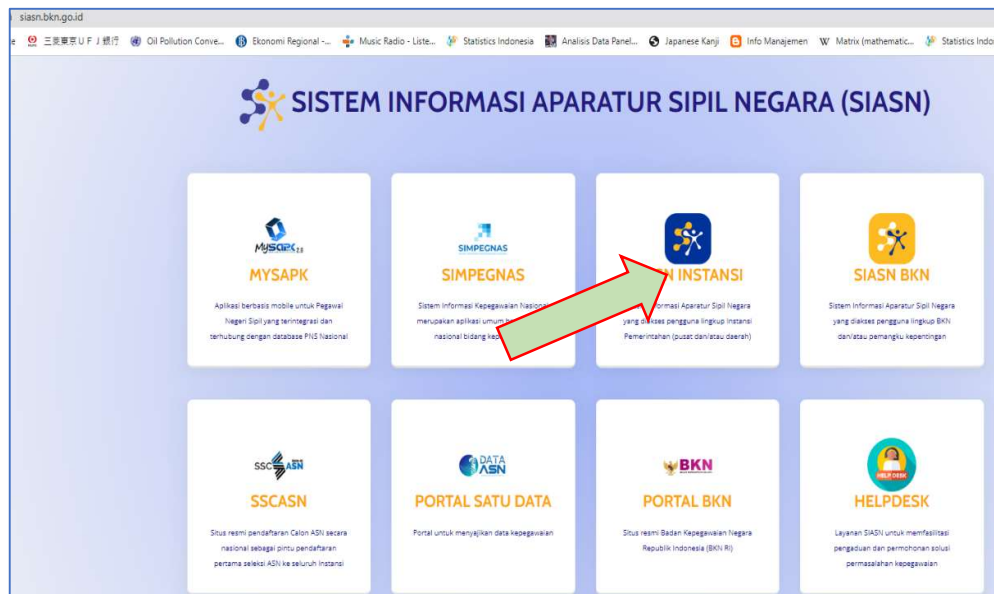 siasn.bkn.go.id
三菱東京UFJ銀行 Oil Pollution Conve... Ekonomi Regional -... Music Radio - Liste... Statistics Indonesia Analisis Data Panel... Japanese Kanji Info Manajemen Matrix (mathematic... Statistics Indo
SISTEM INFORMASI APARATUR SIPIL NEGARA (SIASN)
MySAPK 2.0
MYSAPK
Aplikasi berbasis mobile untuk Pegawai
Negeri Sipil yang terintegrasi dan
terhubung dengan database PNS Nasional
SIMPEGNAS
SIMPEGNAS
Sistem Informasi Kepegawaian Nasional
merupakan aplikasi umum
nasional bidang
N INSTANSI
ormasi Aparatur Sipil Negara
yang diakses pengguna lingkup Instansi
Pemerintahan (pusat dan/atau daerah)
SIASN BKN
Sistem Informasi Aparatur Sipil Negara
yang diakses pengguna lingkup BKN
dan/atau pemangku kepentingan
SSCASN
SSCASN
Situs resmi pendaftaran Calon ASN secara
nasional sebagai pintu pendaftaran
pertama seleksi ASN ke seluruh Instansi
DATA
ASN
PORTAL SATU DATA
Portal untuk menyajikan data kepegawaian
BKN
PORTAL BKN
Situs resmi Badan Kepegawaian Negara
Republik Indonesia (BKN RI)
HELP DESK
HELPDESK
Layanan SIASN untuk memfasilitasi
pengaduan dan permohonan solusi
permasalahan kepegawaian